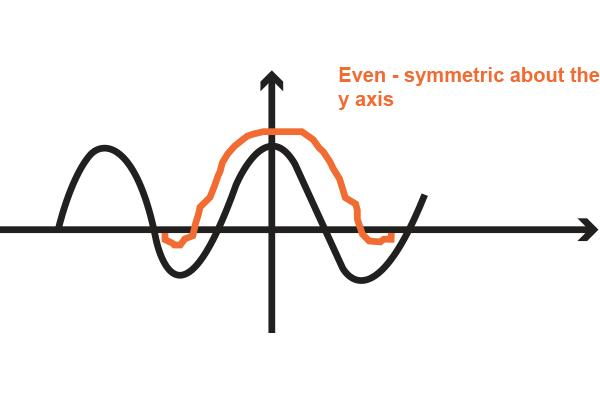 Even - symmetric about the
y axis